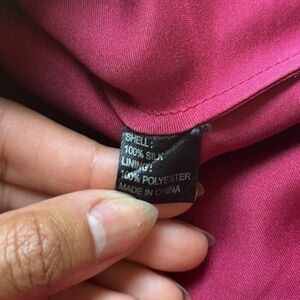 SHELL:
100% SILK
LINING:
100% POLYESTER
MADE IN CHINA